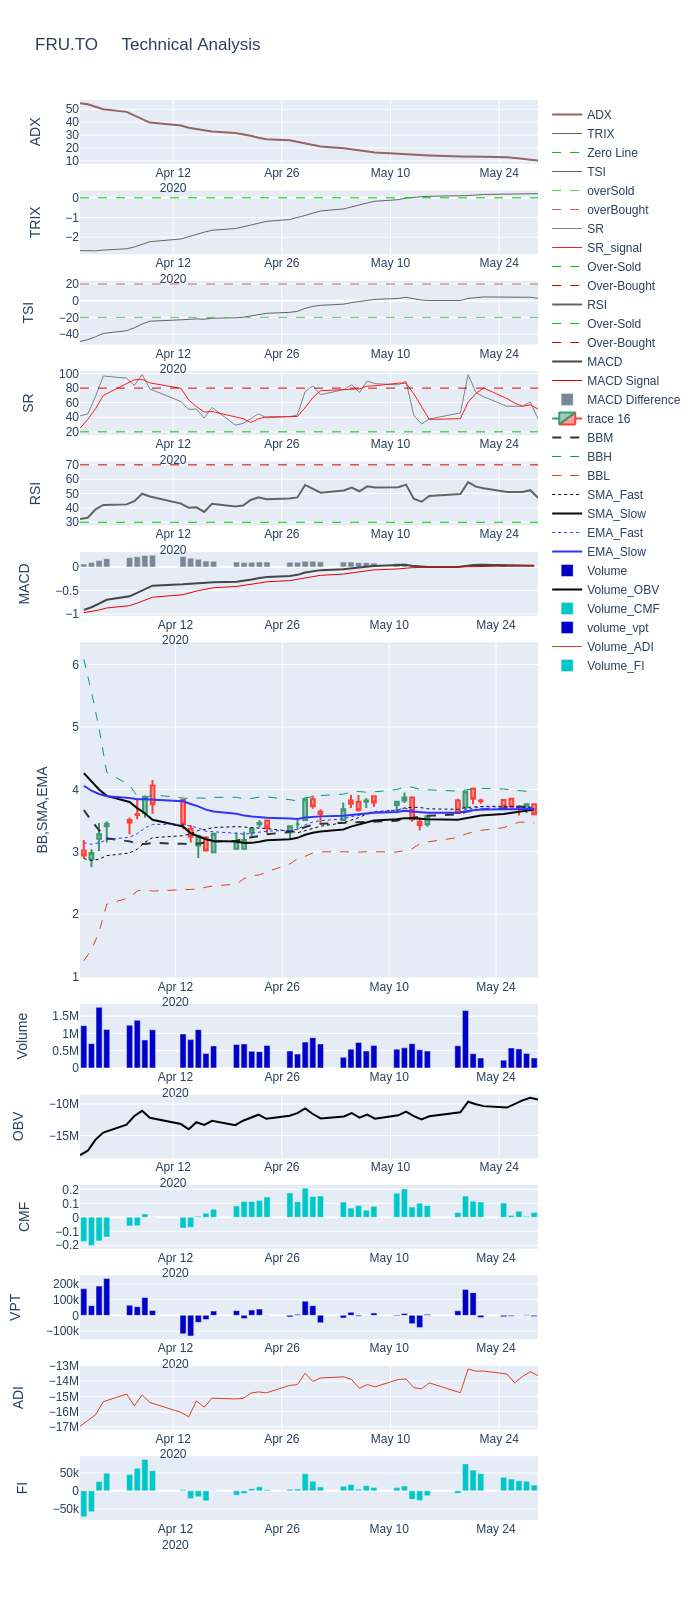 FRU.TO Technical Analysis
ADX
50
40
30
20
10
Apr 12
2020
Apr 26
May 10
May 24
TRIX
0
−1
−2
Apr 12
2020
Apr 26
May 10
May 24
TSI
20
0
−20
−40
Apr 12
2020
Apr 26
May 10
May 24
SR
100
80
60
40
20
Apr 12
2020
Apr 26
May 10
May 24
RSI
70
60
50
40
30
Apr 12
2020
Apr 26
May 10
May 24
MACD
0
−0.5
−1
Apr 12
2020
Apr 26
May 10
May 24
BB,SMA,EMA
6
5
4
3
2
1
Apr 12
2020
Apr 26
May 10
May 24
Volume
1.5M
1M
0.5M
0
Apr 12
2020
Apr 26
May 10
May 24
OBV
−10M
−15M
Apr 12
2020
Apr 26
May 10
May 24
CMF
0.2
0.1
0
−0.1
−0.2
Apr 12
2020
Apr 26
May 10
May 24
VPT
200k
100k
0
−100k
Apr 12
2020
Apr 26
May 10
May 24
ADI
−13M
−14M
−15M
−16M
−17M
Apr 12
2020
Apr 26
May 10
May 24
FI
50k
0
−50k
Apr 12
2020
Apr 26
May 10
May 24
ADX
TRIX
Zero Line
TSI
overSold
overBought
SR
SR_signal
Over-Sold
Over-Bought
RSI
Over-Sold
Over-Bought
MACD
MACD Signal
MACD Difference
trace 16
BBM
BBH
BBL
SMA_Fast
SMA_Slow
EMA_Fast
EMA_Slow
Volume
Volume_OBV
Volume_CMF
volume_vpt
Volume_ADI
Volume_FI